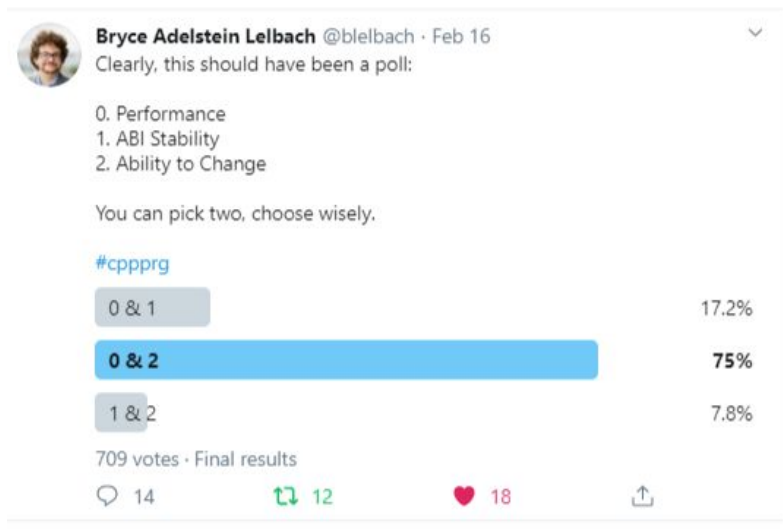 Bryce Adelstein Lelbach @blelbach · Feb 16
Clearly, this should have been a poll:
0. Performance
1. ABI Stability
2. Ability to Change
You can pick two, choose wisely.
#cppprg
0 & 1 17.2%
0 & 2 75%
1 & 2 7.8%
709 votes · Final results
14 12 18